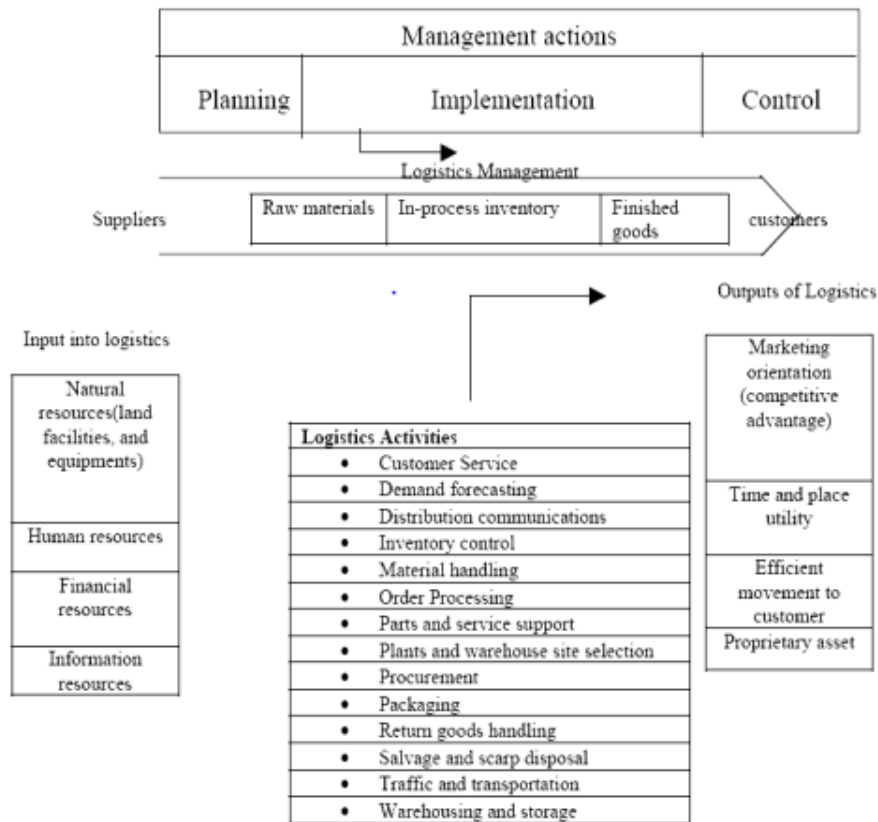 Management actions
Planning
Implementation
Control
Logistics Management
Suppliers
Raw materials
In-process inventory
Finished
goods
customers
Outputs of Logistics
Input into logistics
Natural
resources(land
facilities, and
equipments)
Human resources
Financial
resources
Information
resources
Logistics Activities
• Customer Service
• Demand forecasting
• Distribution communications
• Inventory control
• Material handling
• Order Processing
• Parts and service support
• Plants and warehouse site selection
• Procurement
• Packaging
• Return goods handling
• Salvage and scarp disposal
• Traffic and transportation
• Warehousing and storage
Marketing
orientation
(competitive
advantage)
Time and place
utility
Efficient
movement to
customer
Proprietary asset